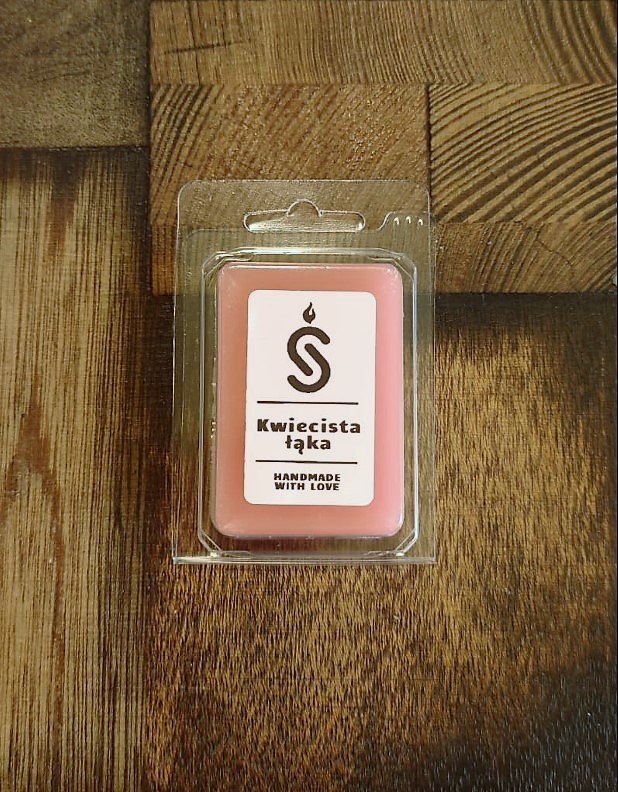 S
Kwiecista
łąka
HANDMADE
WITH LOVE